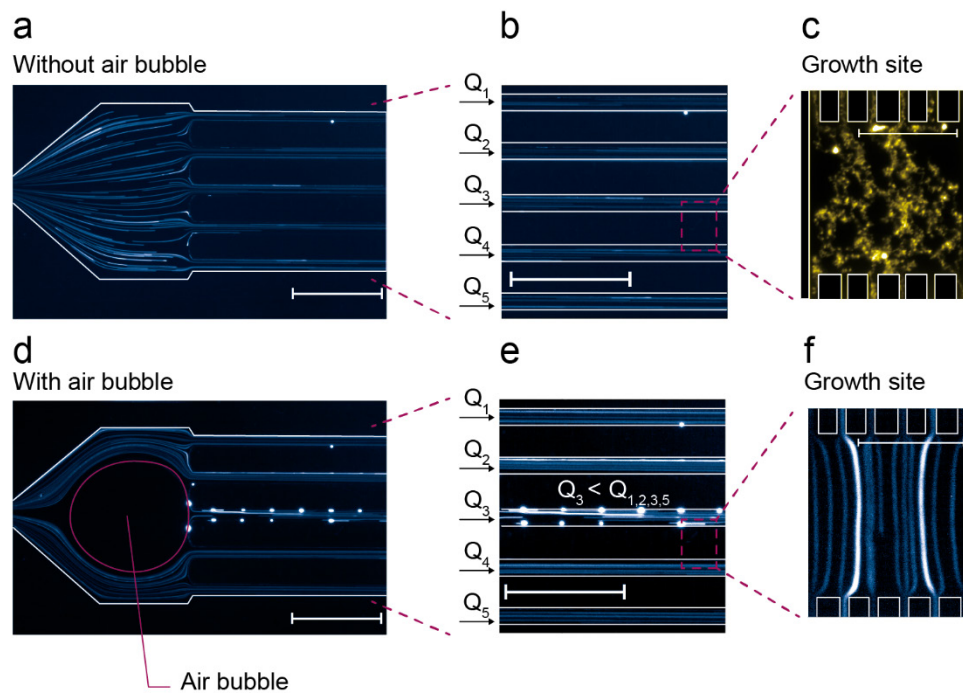 a
Without air bubble
b
Q1
Q2
Q3
Q4
Q5
c
Growth site
d
With air bubble
Air bubble
e
Q1
Q2
Q3
Q4
Q5
Q3 < Q1,2,3,5
f
Growth site